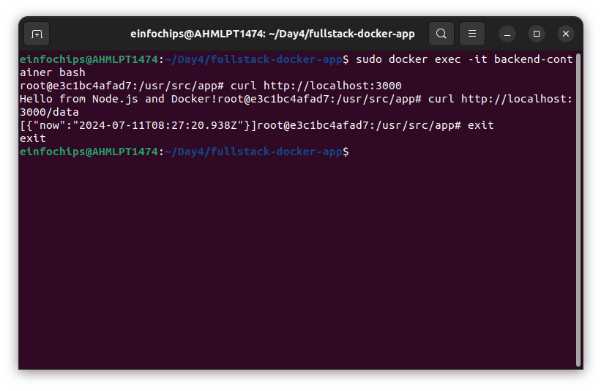 einfochips@AHMLPT1474: ~/Day4/fullstack-docker-app
einfochips@AHMLPT1474:~/Day4/fullstack-docker-app$ sudo docker exec -it backend-cont
ainer bash
root@e3c1bc4afad7:/usr/src/app# curl http://localhost:3000
Hello from Node.js and Docker!root@e3c1bc4afad7:/usr/src/app# curl http://localhost:
3000/data
[{"now":"2024-07-11T08:27:20.938Z"}]root@e3c1bc4afad7:/usr/src/app# exit
exit
einfochips@AHMLPT1474:~/Day4/fullstack-docker-app$